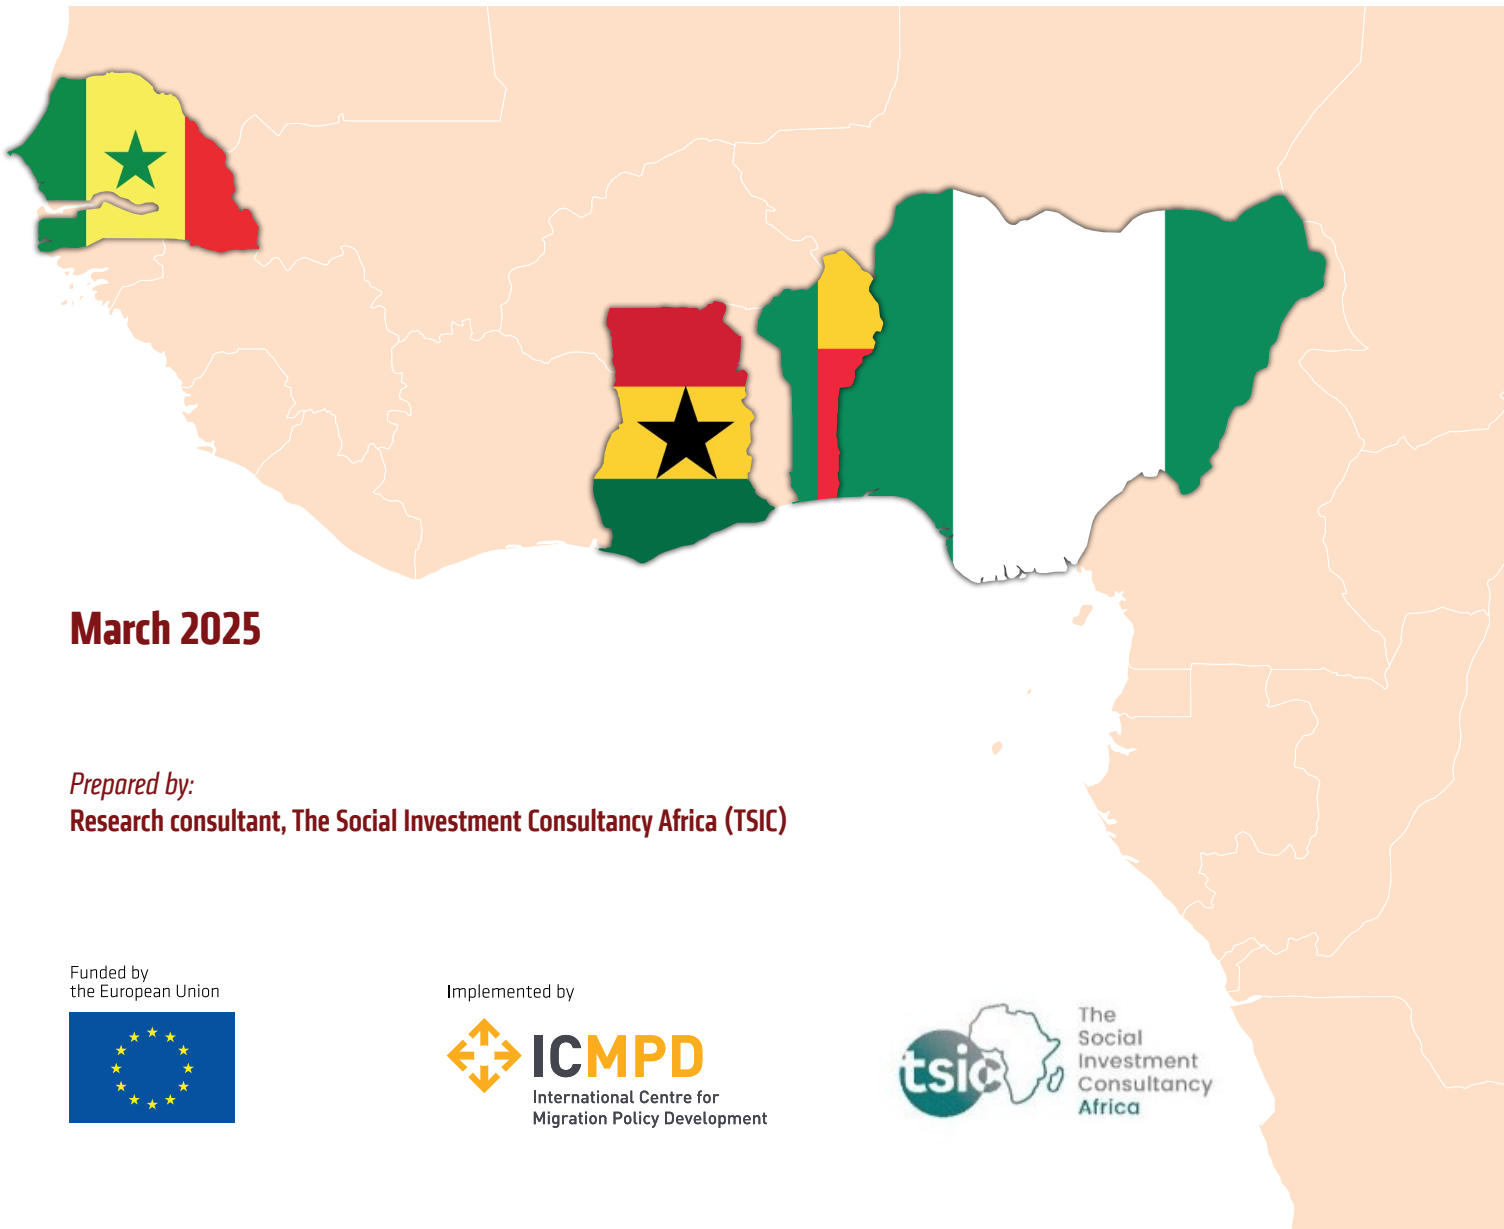 March 2025
Prepared by:
Research consultant, The Social Investment Consultancy Africa (TSIC)
Funded by
the European Union
Implemented by
ICMPD
International Centre for
Migration Policy Development
tsic
The
Social
Investment
Consultancy
Africa